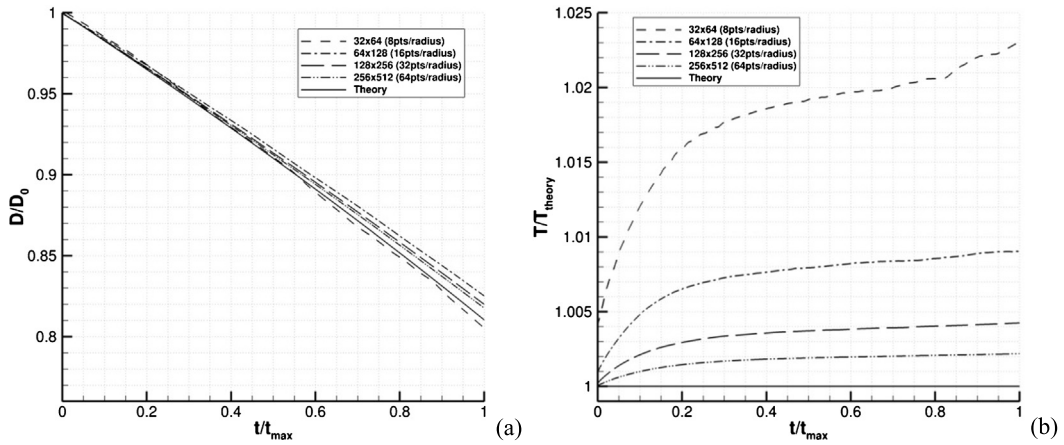 32x64 (8pts/radius)
64x128 (16pts/radius)
128x256 (32pts/radius)
256x512 (64pts/radius)
Theory
D/D0
1
0.95
0.9
0.85
0.8
0 0.2 0.4 0.6 0.8 1
t/tmax
(a)
32x64 (8pts/radius)
64x128 (16pts/radius)
128x256 (32pts/radius)
256x512 (64pts/radius)
Theory
T/Ttheory
1.025
1.02
1.015
1.01
1.005
1
0 0.2 0.4 0.6 0.8 1
t/tmax
(b)